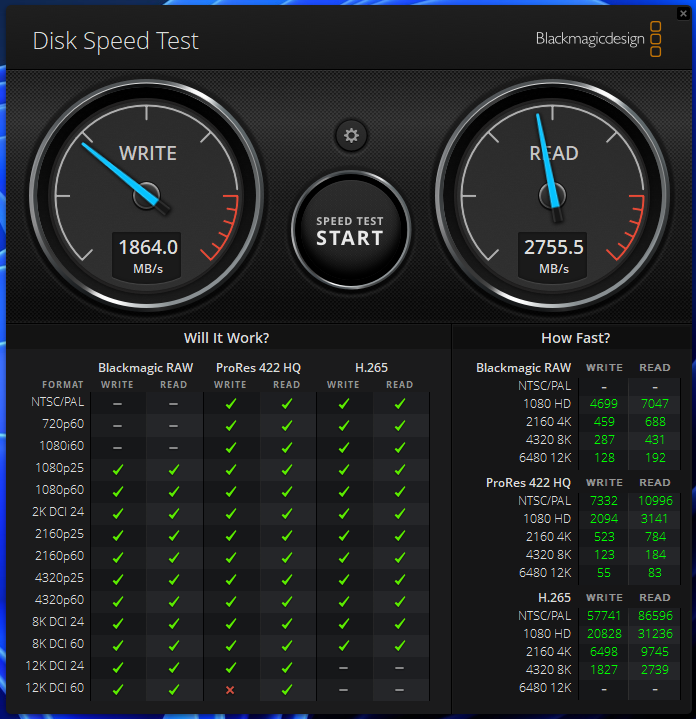 Disk Speed Test
Blackmagicdesign
WRITE
1864.0
MB/s
SPEED TEST
START
READ
2755.5
MB/s
Will It Work?
Blackmagic RAW ProRes 422 HQ H.265
FORMAT WRITE READ WRITE READ WRITE READ
NTSC/PAL – – ✓ ✓ ✓ ✓
720p60 – – ✓ ✓ ✓ ✓
1080i60 – – ✓ ✓ ✓ ✓
1080p25 ✓ ✓ ✓ ✓ ✓ ✓
1080p60 ✓ ✓ ✓ ✓ ✓ ✓
2K DCI 24 ✓ ✓ ✓ ✓ ✓ ✓
2160p25 ✓ ✓ ✓ ✓ ✓ ✓
2160p60 ✓ ✓ ✓ ✓ ✓ ✓
4320p25 ✓ ✓ ✓ ✓ ✓ ✓
4320p60 ✓ ✓ ✓ ✓ ✓ ✓
8K DCI 24 ✓ ✓ ✓ ✓ ✓ ✓
8K DCI 60 ✓ ✓ ✓ ✓ ✓ ✓
12K DCI 24 ✓ ✓ ✓ ✓ – –
12K DCI 60 ✓ ✓ × ✓ – –
How Fast?
Blackmagic RAW WRITE READ
NTSC/PAL – –
1080 HD 4699 7047
2160 4K 459 688
4320 8K 287 431
6480 12K 128 192
ProRes 422 HQ WRITE READ
NTSC/PAL 7332 10996
1080 HD 2094 3141
2160 4K 523 784
4320 8K 123 184
6480 12K 55 83
H.265 WRITE READ
NTSC/PAL 57741 86596
1080 HD 20828 31236
2160 4K 6498 9745
4320 8K 1827 2739
6480 12K – –